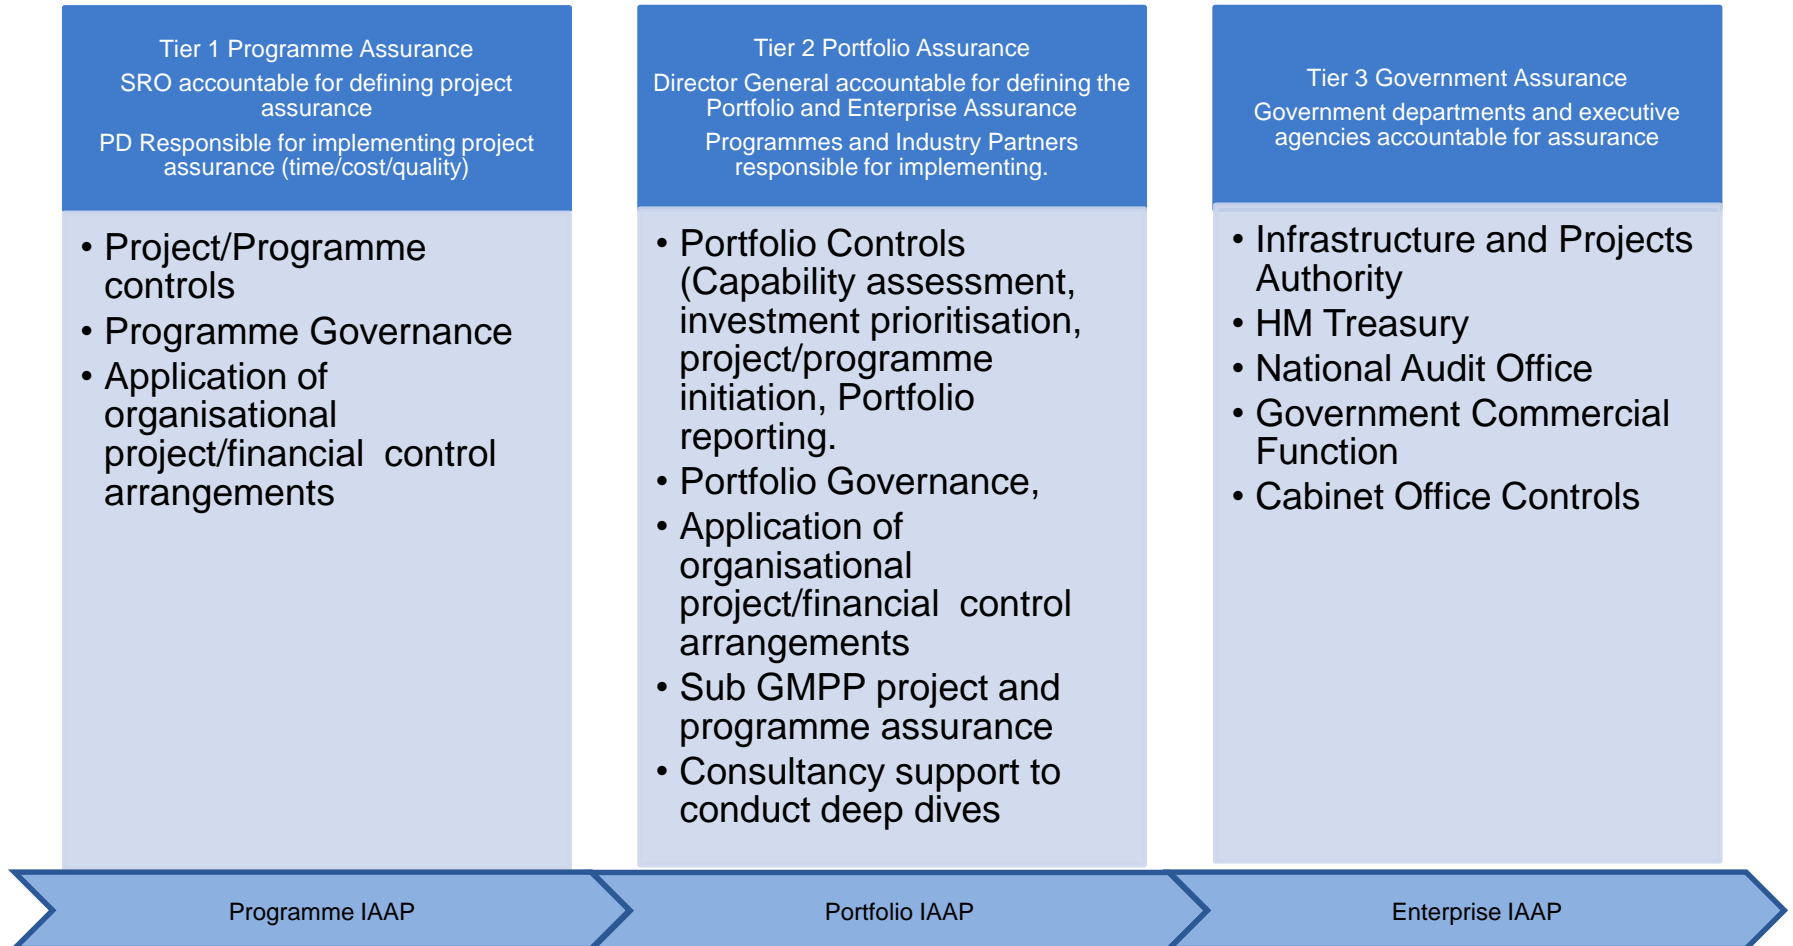 Tier 1 Programme Assurance
SRO accountable for defining project
assurance
PD Responsible for implementing project
assurance (time/cost/quality)
• Project/Programme
controls
• Programme Governance
• Application of
organisational
project/financial  control
arrangements
Tier 2 Portfolio Assurance
Director General accountable for defining the
Portfolio and Enterprise Assurance
Programmes and Industry Partners
responsible for implementing.
• Portfolio Controls
(Capability assessment,
investment prioritisation,
project/programme
initiation, Portfolio
reporting.
• Portfolio Governance,
• Application of
organisational
project/financial  control
arrangements
• Sub GMPP project and
programme assurance
• Consultancy support to
conduct deep dives
Tier 3 Government Assurance
Government departments and executive
agencies accountable for assurance
• Infrastructure and Projects
Authority
• HM Treasury
• National Audit Office
• Government Commercial
Function
• Cabinet Office Controls
Programme IAAP
Portfolio IAAP
Enterprise IAAP